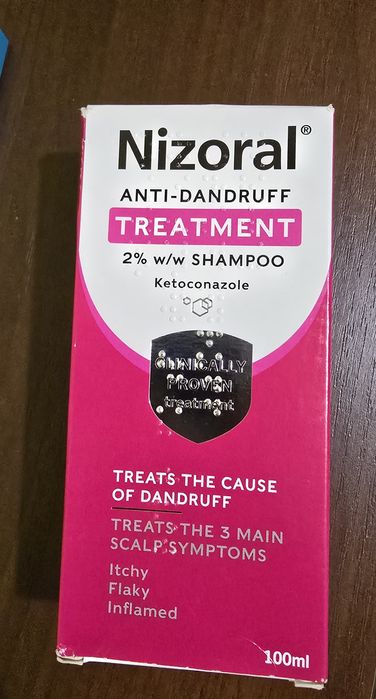 Nizoral®
ANTI-DANDRUFF
TREATMENT
2% w/w SHAMPOO
Ketoconazole
CLINICALLY
PROVEN
treatment
TREATS THE CAUSE
OF DANDRUFF
TREATS THE 3 MAIN
SCALP SYMPTOMS
Itchy
Flaky
Inflamed
100ml